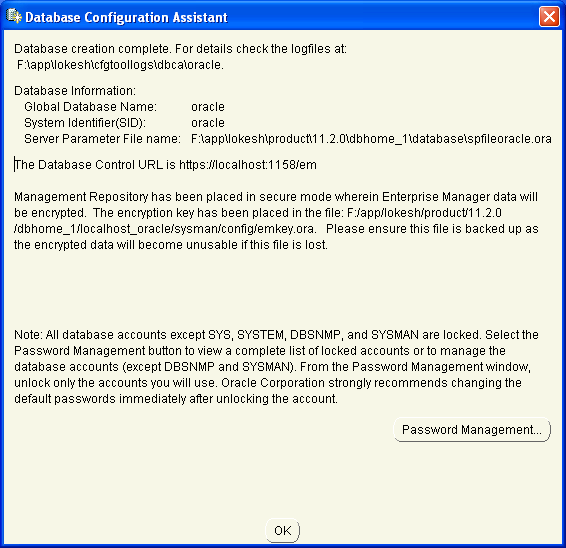 Database Configuration Assistant
Database creation complete. For details check the logfiles at:
F:\app\lokesh\cfgtoollogs\dbca\oracle.
Database Information:
Global Database Name: oracle
System Identifier(SID): oracle
Server Parameter File name: F:\app\lokesh\product\11.2.0\dbhome_1\database\spfileoracle.ora
The Database Control URL is https://localhost:1158/em
Management Repository has been placed in secure mode wherein Enterprise Manager data will
be encrypted. The encryption key has been placed in the file: F:/app/lokesh/product/11.2.0
/dbhome_1/localhost_oracle/sysman/config/emkey.ora. Please ensure this file is backed up as
the encrypted data will become unusable if this file is lost.
Note: All database accounts except SYS, SYSTEM, DBSNMP, and SYSMAN are locked. Select the
Password Management button to view a complete list of locked accounts or to manage the
database accounts (except DBSNMP and SYSMAN). From the Password Management window,
unlock only the accounts you will use. Oracle Corporation strongly recommends changing the
default passwords immediately after unlocking the account.
Password Management...
OK